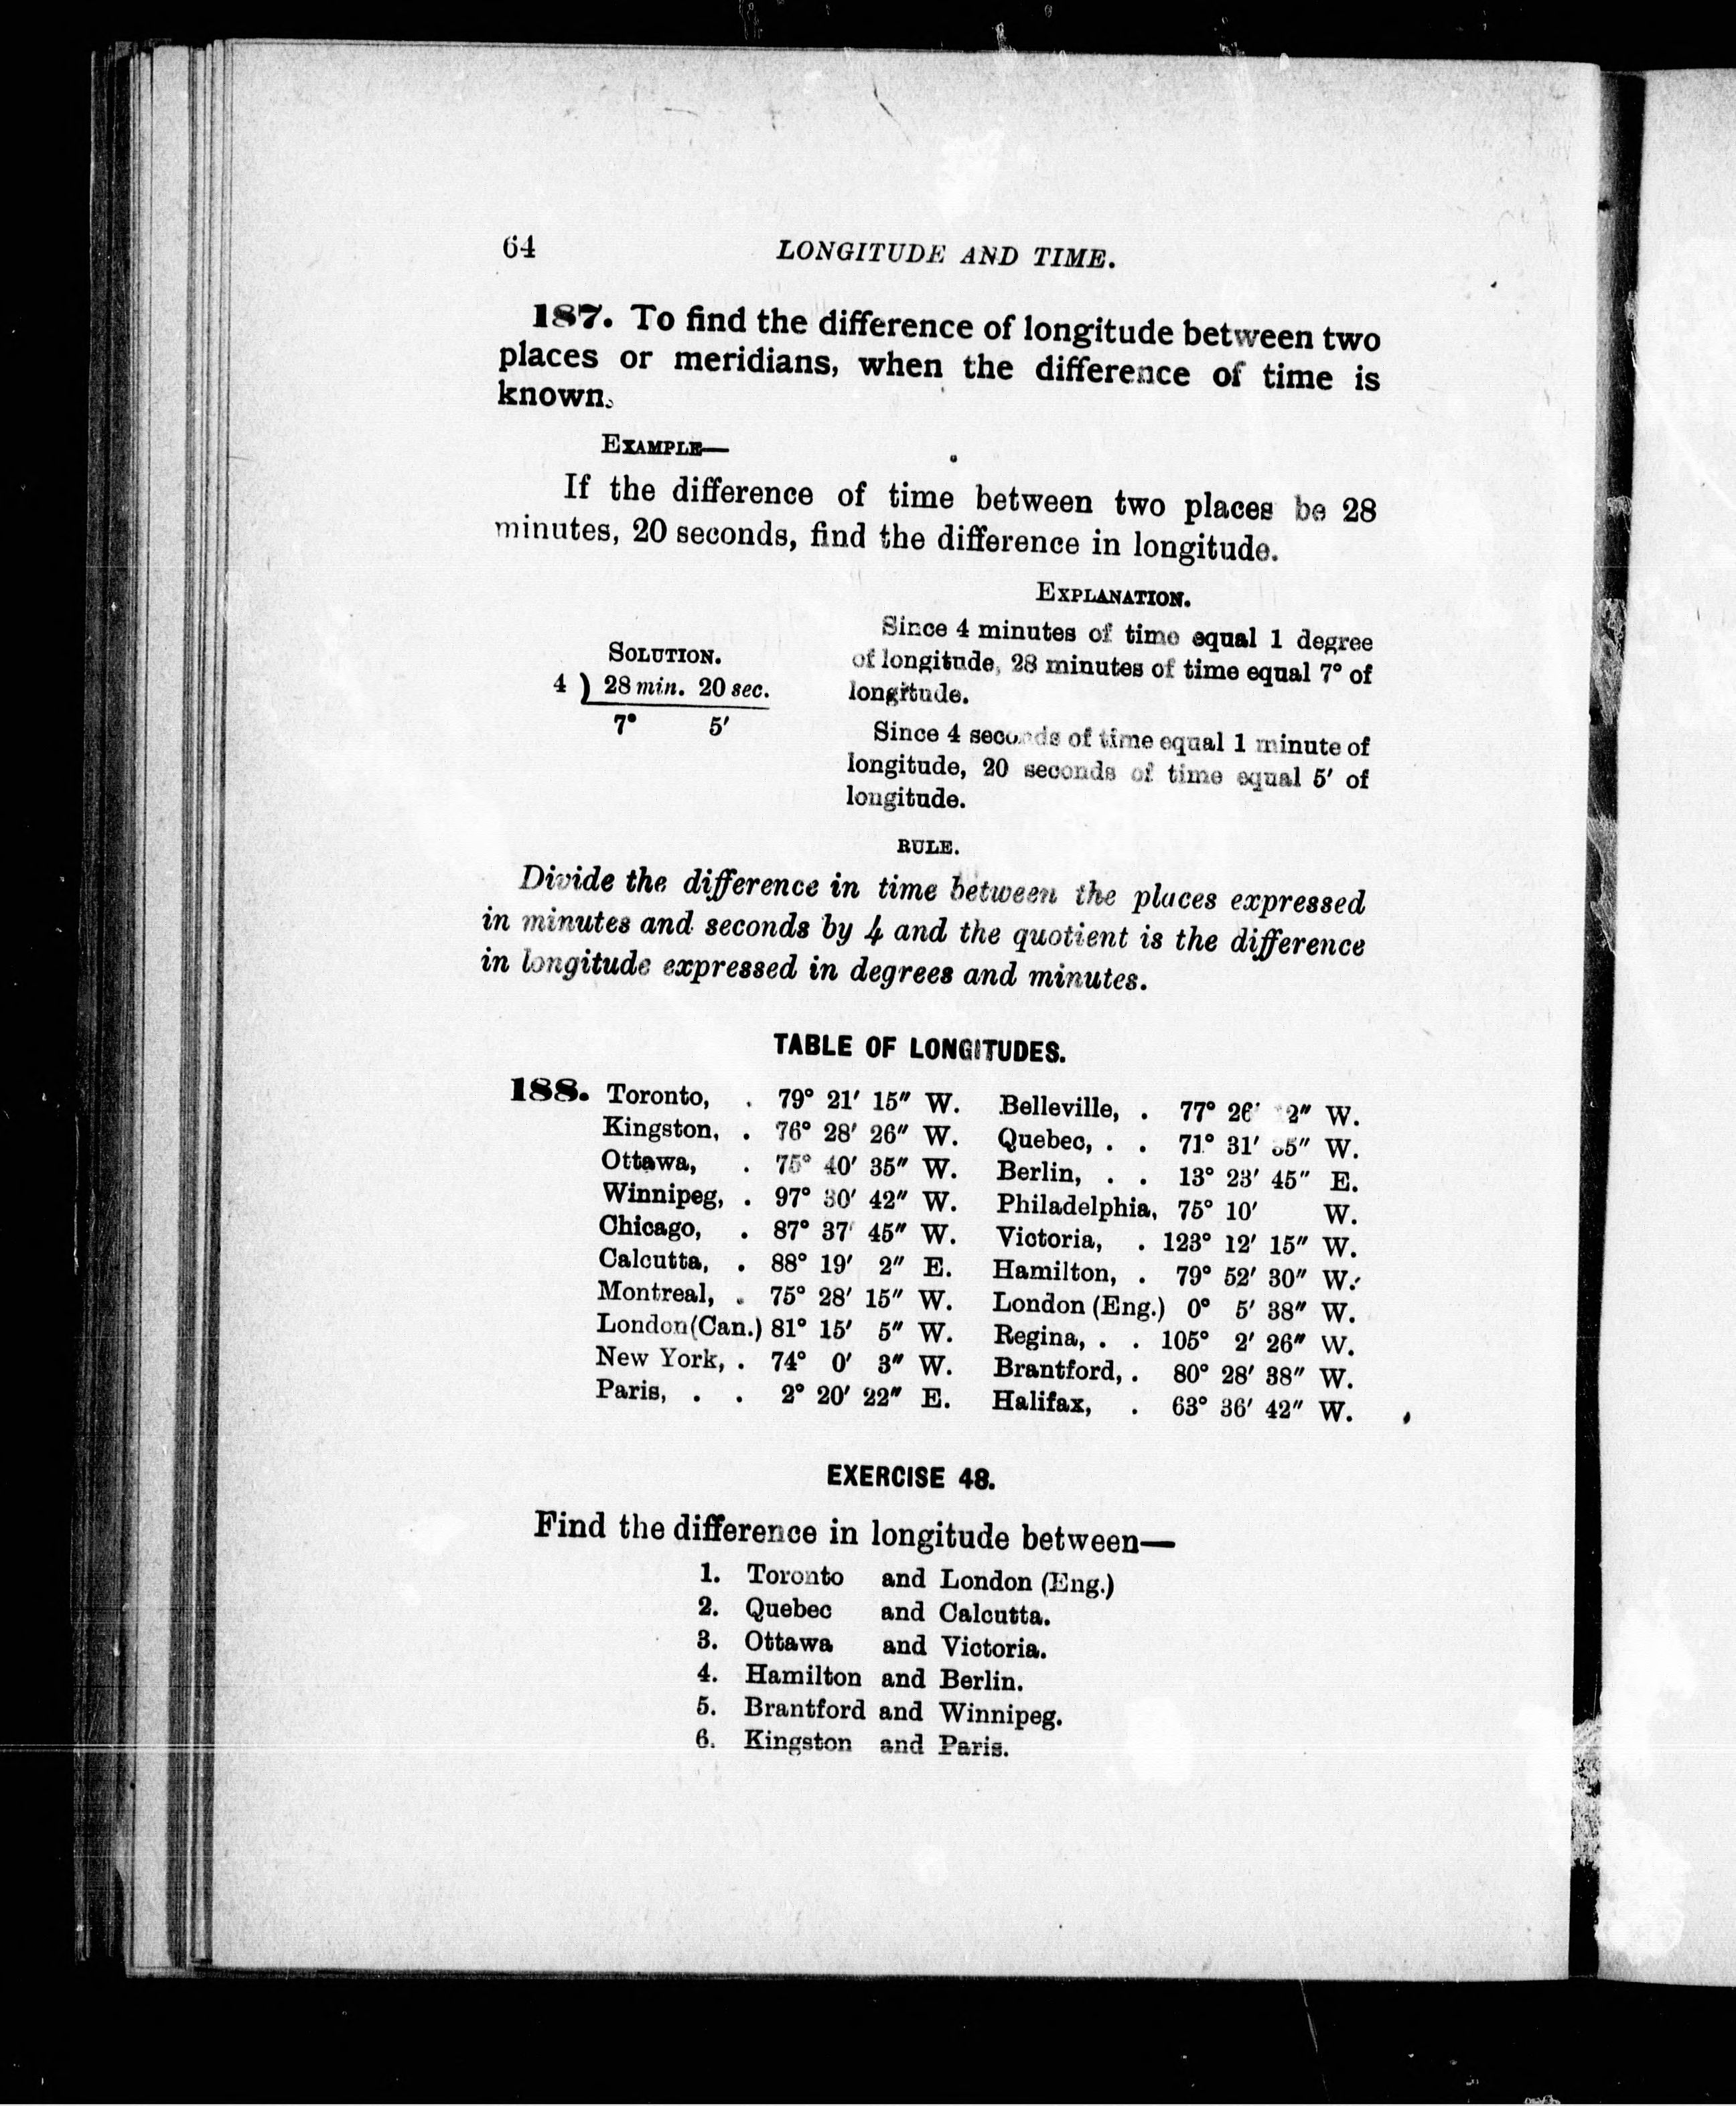 64 LONGITUDE AND TIME.
187. To find the difference of longitude between two
places or meridians, when the difference of time is
known.
EXAMPLE—
If the difference of time between two places be 28
minutes, 20 seconds, find the difference in longitude.
SOLUTION.
4 ) 28 min. 20 sec.
7° 5′
EXPLANATION.
Since 4 minutes of time equal 1 degree
of longitude, 28 minutes of time equal 7° of
longitude.
Since 4 seconds of time equal 1 minute of
longitude, 20 seconds of time equal 5′ of
longitude.
RULE.
Divide the difference in time between the places expressed
in minutes and seconds by 4 and the quotient is the difference
in longitude expressed in degrees and minutes.
TABLE OF LONGITUDES.
188. Toronto, . 79° 21′ 15″ W. Belleville, . 77° 26′ W.
Kingston, . 76° 28′ 26″ W. Quebec, . . 71° 31′ W.
Ottawa, . 75° 40′ 35″ W. Berlin, . . 13° 23′ 45″ E.
Winnipeg, . 97° 30′ 42″ W. Philadelphia, 75° 10′ W.
Chicago, . 87° 37′ 45″ W. Victoria, . 123° 12′ 15″ W.
Calcutta, . 88° 19′ 2″ E. Hamilton, . 79° 52′ 30″ W.
Montreal, . 75° 28′ 15″ W. London (Eng.) 0° 5′ 38″ W.
London (Can.) 81° 15′ 5″ W. Regina, . . 105° 2′ 26″ W.
New York, . 74° 0′ 3″ W. Brantford, . 80° 28′ 38″ W.
Paris, . . 2° 20′ 22″ E. Halifax, . 63° 36′ 42″ W.
EXERCISE 48.
Find the difference in longitude between—
1. Toronto and London (Eng.)
2. Quebec and Calcutta.
3. Ottawa and Victoria.
4. Hamilton and Berlin.
5. Brantford and Winnipeg.
6. Kingston and Paris.